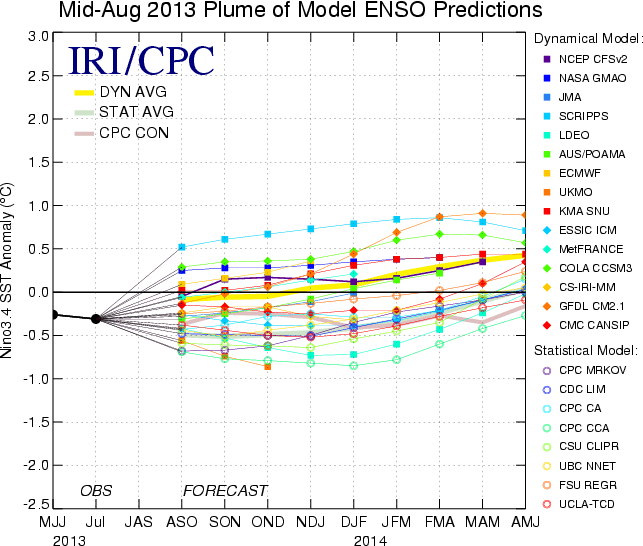 Mid-Aug 2013 Plume of Model ENSO Predictions
IRI/CPC
DYN AVG
STAT AVG
CPC CON
Nino3.4 SST Anomaly (°C)
3.0
2.5
2.0
1.5
1.0
0.5
0.0
-0.5
-1.0
-1.5
-2.0
-2.5
OBS
FORECAST
MJJ Jul JAS ASO SON OND NDJ DJF JFM FMA MAM AMJ
2013
2014
Dynamical Model:
NCEP CFSv2
NASA GMAO
JMA
SCRIPPS
LDEO
AUS/POAMA
ECMWF
UKMO
KMA SNU
ESSIC ICM
MetFRANCE
COLA CCSM3
CS-IRI-MM
GFDL CM2.1
CMC CANSIP
Statistical Model:
CPC MRKOV
CDC LIM
CPC CA
CPC CCA
CSU CLIPR
UBC NNET
FSU REGR
UCLA-TCD